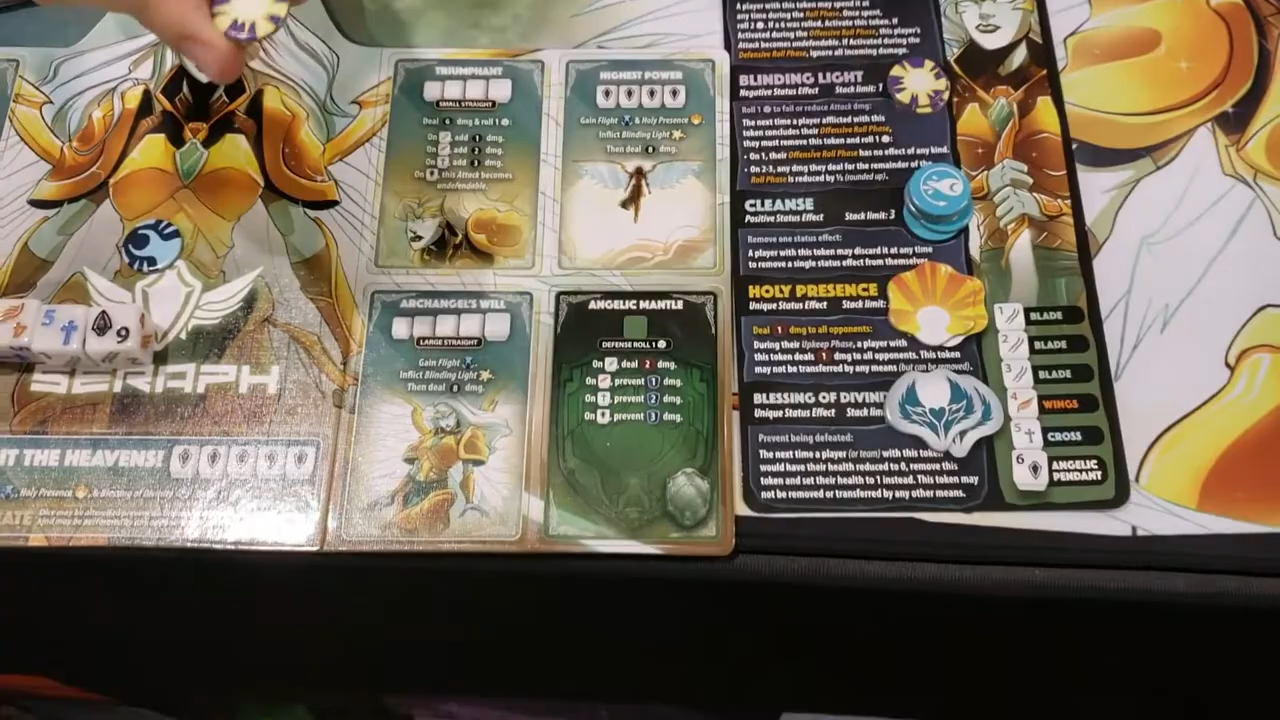 TRIUMPHANT
SMALL STRAIGHT
Deal 6 dmg & roll 1 :
On , add 1 dmg.
On , add 2 dmg.
On , add 3 dmg.
On , this Attack becomes
undefendable.
HIGHEST POWER
Gain Flight & Holy Presence .
Inflict Blinding Light .
Then deal 8 dmg.
ARCHANGEL'S WILL
LARGE STRAIGHT
Gain Flight .
Inflict Blinding Light .
Then deal 8 dmg.
ANGELIC MANTLE
DEFENSE ROLL 1
On , deal 2 dmg.
On , prevent 1 dmg.
On , prevent 2 dmg.
On , prevent 3 dmg.
4 5 6
SERAPH
IT THE HEAVENS!
, Holy Presence , & Blessing of Divinity
A player with this token may spend it at
any time during the Roll Phase. Once spent,
roll 2 . If a 6 was rolled, Activate this token. If
Activated during the Offensive Roll Phase, this player's
Attack becomes undefendable. If Activated during the
Defensive Roll Phase, ignore all incoming damage.
BLINDING LIGHT
Negative Status Effect Stack limit: 1
Roll 1 to fail or reduce Attack dmg:
The next time a player afflicted with this
token concludes their Offensive Roll Phase,
they must remove this token and roll 1 :
• On 1, their Offensive Roll Phase has no effect of any kind.
• On 2-3, any dmg they deal for the remainder of the
Roll Phase is reduced by ½ (rounded up).
CLEANSE
Positive Status Effect Stack limit: 3
Remove one status effect:
A player with this token may discard it at any time
to remove a single status effect from themselves
HOLY PRESENCE
Unique Status Effect Stack limit:
Deal 1 dmg to all opponents:
During their Upkeep Phase, a player with
this token deals 1 dmg to all opponents. This token
may not be transferred by any means (but can be removed).
BLESSING OF DIVIN
Unique Status Effect Stack lim
Prevent being defeated:
The next time a player (or team) with this token
would have their health reduced to 0, remove this
token and set their health to 1 instead. This token may
not be removed or transferred by any other means.
1 BLADE
2 BLADE
3 BLADE
4 WINGS
5 CROSS
6 ANGELIC
PENDANT